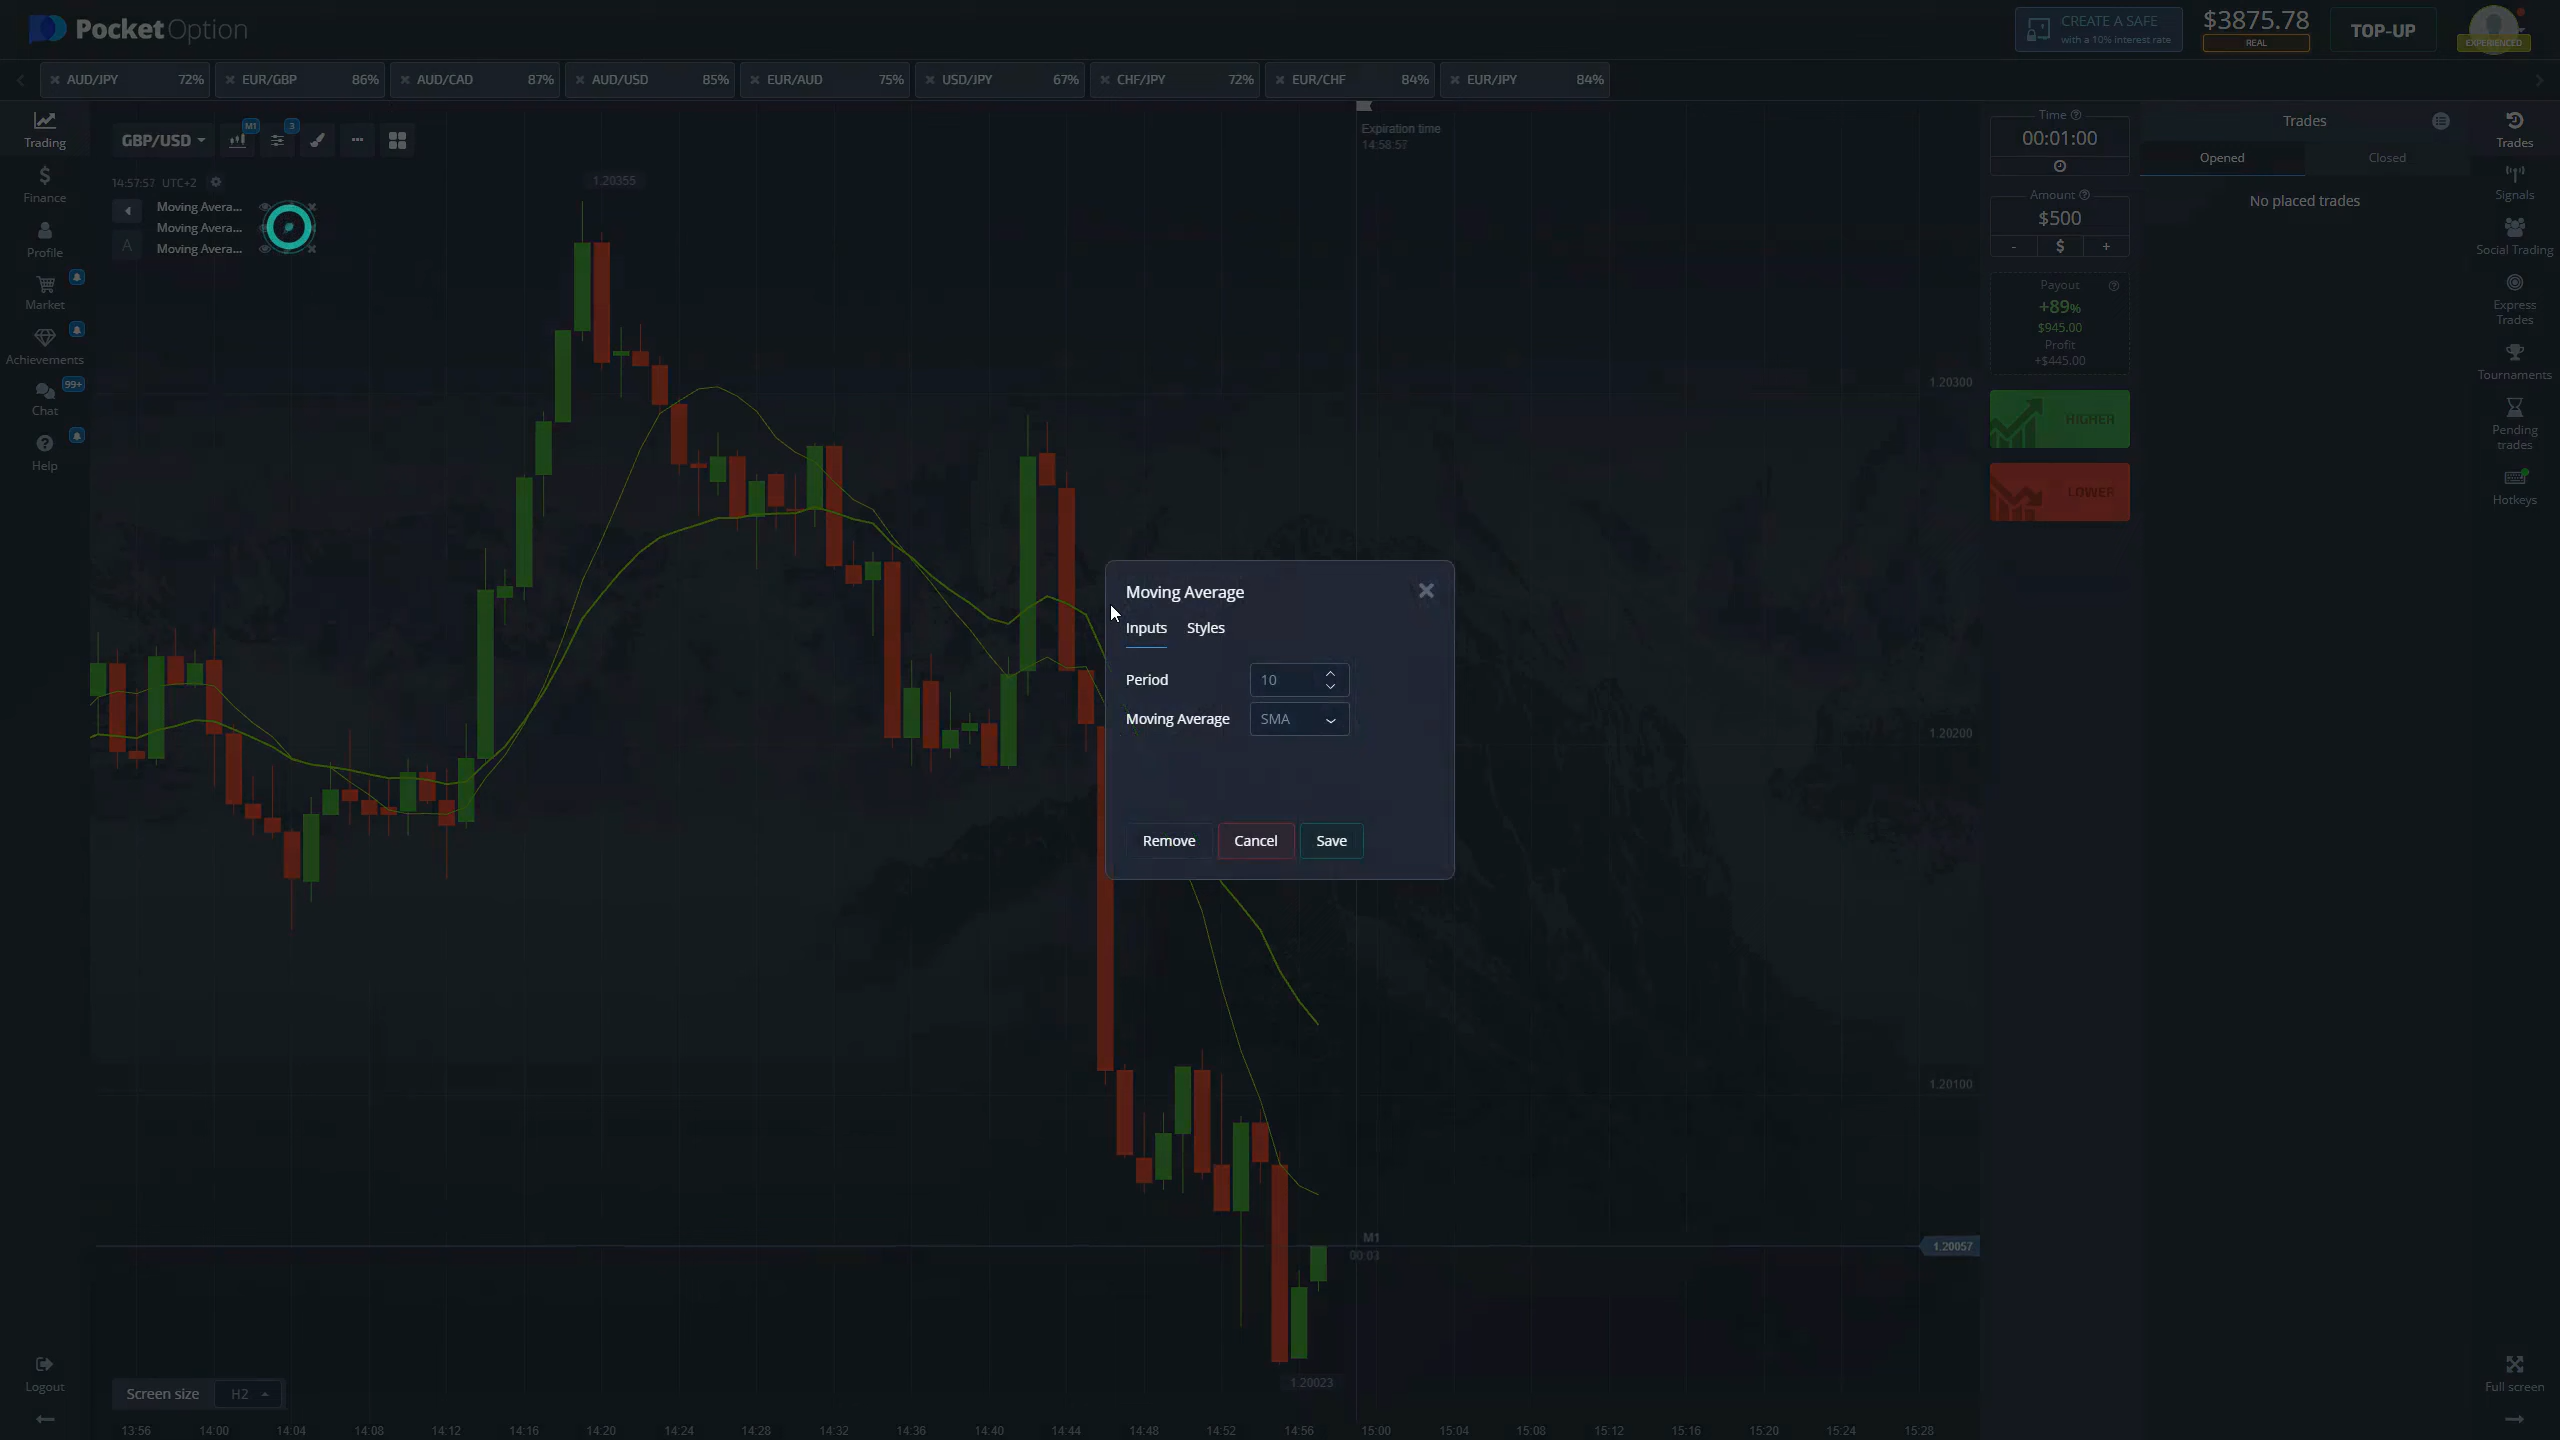 PocketOption
CREATE A SAFE
with a 10% interest rate
$3875.78
REAL
TOP-UP
EXPERIENCED
AUD/JPY 72%
EUR/GBP 86%
AUD/CAD 87%
AUD/USD 85%
EUR/AUD 75%
USD/JPY 67%
CHF/JPY 72%
EUR/CHF 84%
EUR/JPY 84%
Trading
Finance
Profile
Market
Achievements
99+
Chat
Help
Logout
GBP/USD
M1
3
14:57:57 UTC+2
Moving Avera...
Moving Avera...
A
Moving Avera...
1.20355
Expiration time
14:58:57
1.20300
1.20200
1.20100
M1
00:03
1.20057
1.20023
Moving Average
Inputs Styles
Period 10
Moving Average SMA
Remove Cancel Save
Screen size H2
13:56 14:00 14:04 14:08 14:12 14:16 14:20 14:24 14:28 14:32 14:36 14:40 14:44 14:48 14:52 14:56 15:00 15:04 15:08 15:12 15:16 15:20 15:24 15:28
Time
00:01:00
Amount
$500
- $ +
Payout
+89%
$945.00
Profit
+$445.00
HIGHER
LOWER
Trades
Opened Closed
No placed trades
Trades
Signals
Social Trading
Express
Trades
Tournaments
Pending
trades
Hotkeys
Full screen